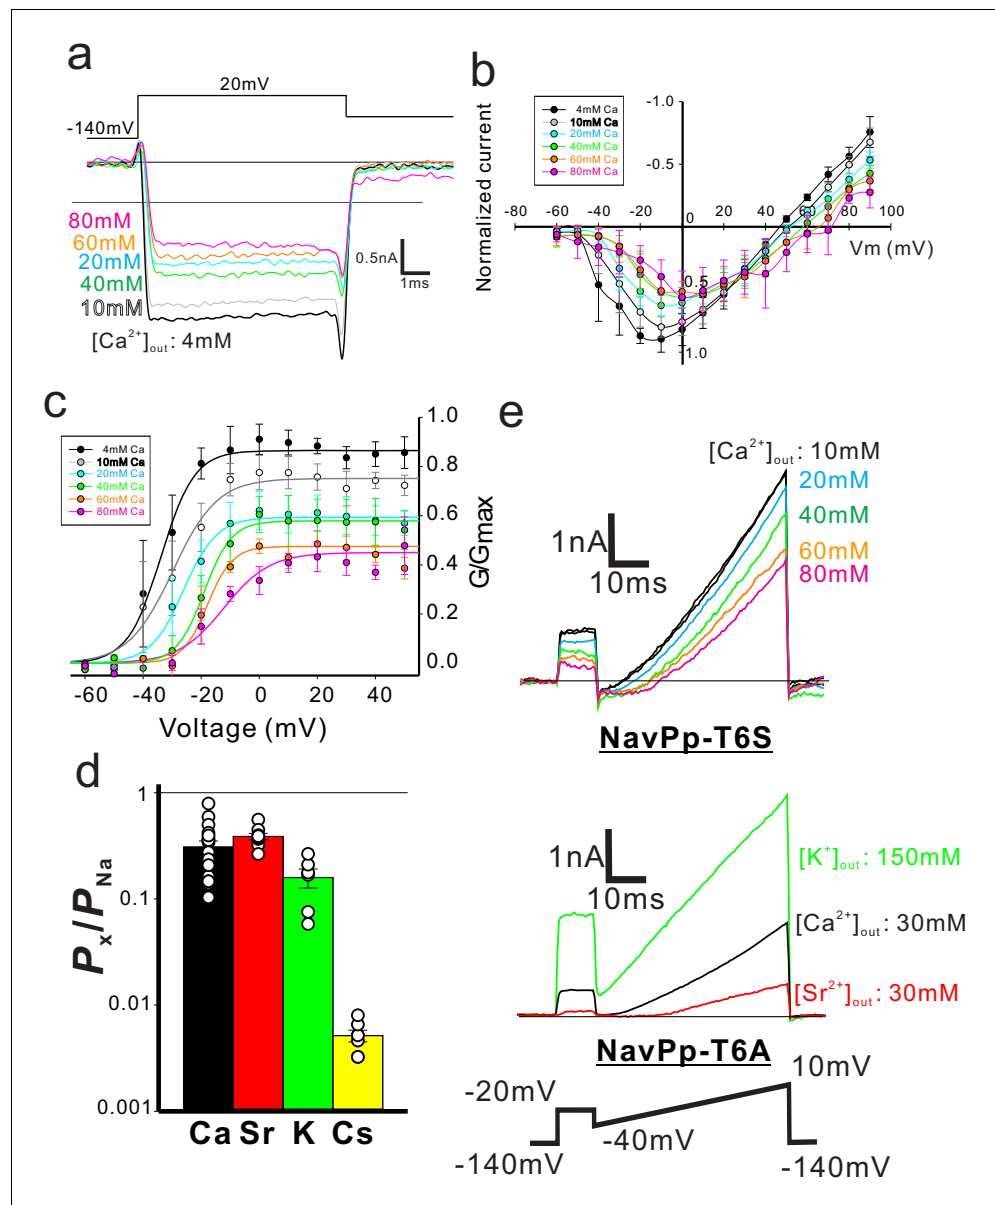 a
20mV
-140mV
80mM
60mM
20mM
40mM
10mM
[Ca2+]out: 4mM
0.5nA
1ms
b
4mM Ca
10mM Ca
20mM Ca
40mM Ca
60mM Ca
80mM Ca
Normalized current
-1.0
-0.5
-80 -60 -40 -20 0 20 40 60 80 100
Vm (mV)
0.5
1.0
c
4mM Ca
10mM Ca
20mM Ca
40mM Ca
60mM Ca
80mM Ca
1.0
0.8
0.6
0.4
0.2
0.0
G/Gmax
-60 -40 -20 0 20 40
Voltage (mV)
d
1
0.1
0.01
0.001
Px/PNa
Ca Sr K Cs
e
[Ca2+]out: 10mM
20mM
40mM
60mM
80mM
1nA
10ms
NavPp-T6S
1nA
10ms
[K+]out: 150mM
[Ca2+]out: 30mM
[Sr2+]out: 30mM
NavPp-T6A
-20mV
10mV
-40mV
-140mV
-140mV